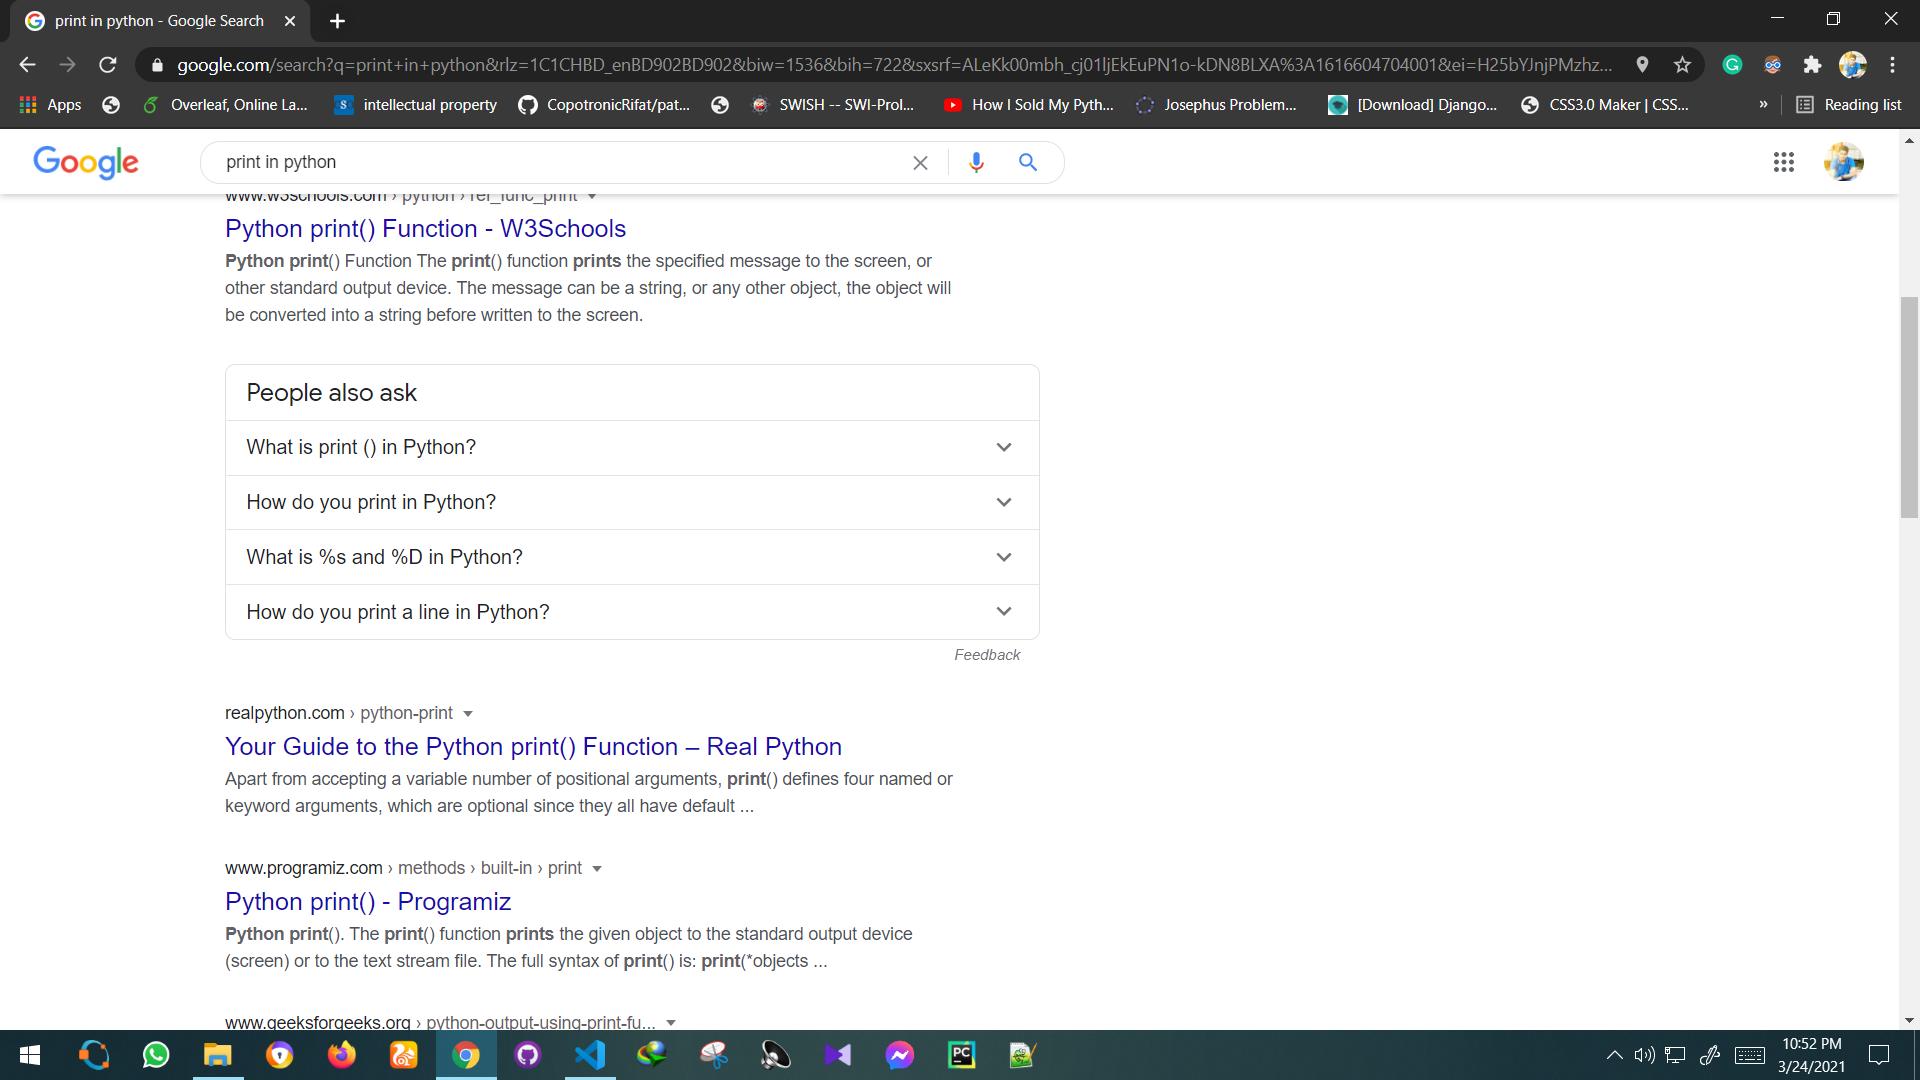 print in python - Google Search
google.com/search?q=print+in+python&rlz=1C1CHBD_enBD902BD902&biw=1536&bih=722&sxsrf=ALeKk00mbh_cj01ljEkEuPN1o-kDN8BLXA%3A1616604704001&ei=H25bYJnjPMzhz...
Apps Overleaf, Online La... intellectual property CopotronicRifat/pat... SWISH -- SWI-Prol... How I Sold My Pyth... Josephus Problem... [Download] Django... CSS3.0 Maker | CSS... » Reading list
Google print in python
www.w3schools.com › python › ref_func_print
Python print() Function - W3Schools
Python print() Function The print() function prints the specified message to the screen, or
other standard output device. The message can be a string, or any other object, the object will
be converted into a string before written to the screen.
People also ask
What is print () in Python?
How do you print in Python?
What is %s and %D in Python?
How do you print a line in Python?
Feedback
realpython.com › python-print
Your Guide to the Python print() Function – Real Python
Apart from accepting a variable number of positional arguments, print() defines four named or
keyword arguments, which are optional since they all have default ...
www.programiz.com › methods › built-in › print
Python print() - Programiz
Python print(). The print() function prints the given object to the standard output device
(screen) or to the text stream file. The full syntax of print() is: print(*objects ...
www.geeksforgeeks.org › python-output-using-print-fu...
10:52 PM
3/24/2021